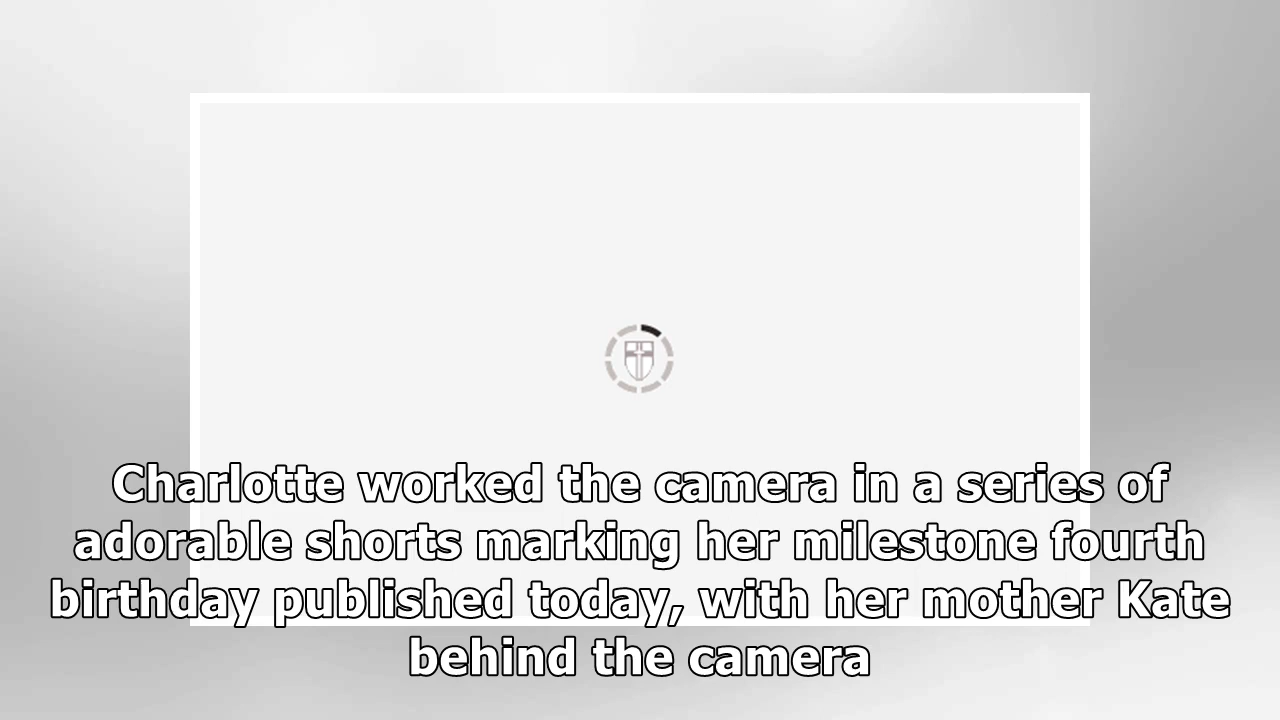 Charlotte worked the camera in a series of
adorable shorts marking her milestone fourth
birthday published today, with her mother Kate
behind the camera